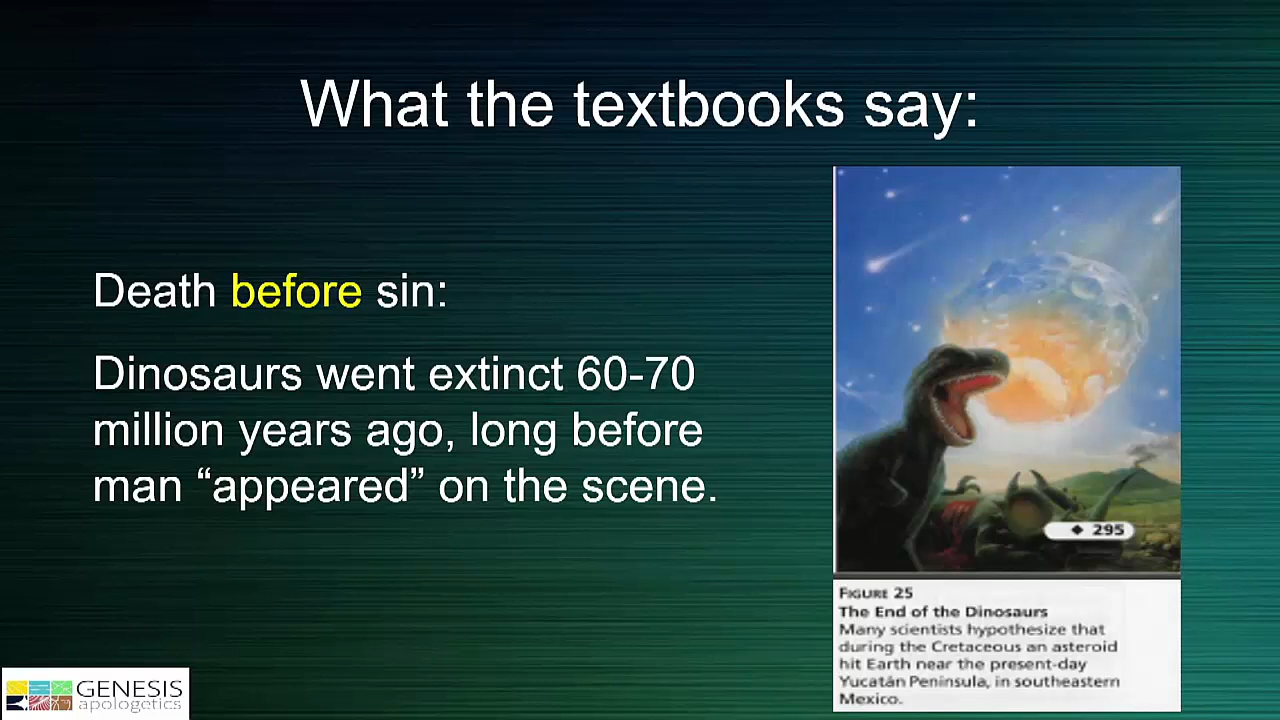 What the textbooks say:
Death before sin:
Dinosaurs went extinct 60-70
million years ago, long before
man “appeared” on the scene.
◆ 295
FIGURE 25
The End of the Dinosaurs
Many scientists hypothesize that
during the Cretaceous an asteroid
hit Earth near the present-day
Yucatán Peninsula, in southeastern
Mexico.
GENESIS
apologetics